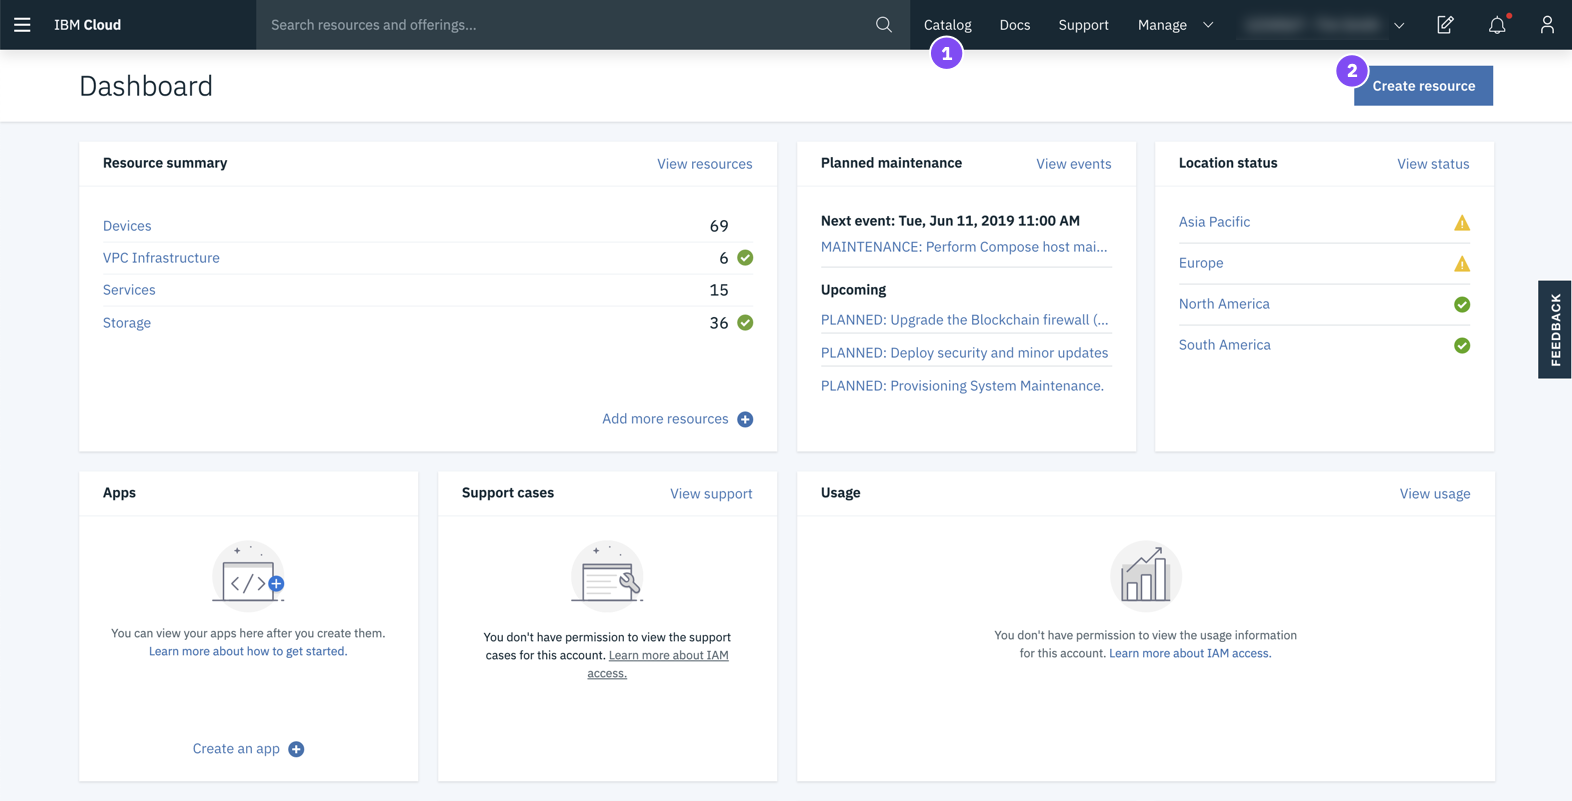 IBM Cloud
Search resources and offerings...
Catalog
Docs
Support
Manage
1
Dashboard
2
Create resource
Resource summary
View resources
Devices
69
VPC Infrastructure
6
Services
15
Storage
36
Add more resources
Planned maintenance
View events
Next event: Tue, Jun 11, 2019 11:00 AM
MAINTENANCE: Perform Compose host mai...
Upcoming
PLANNED: Upgrade the Blockchain firewall (...
PLANNED: Deploy security and minor updates
PLANNED: Provisioning System Maintenance.
Location status
View status
Asia Pacific
Europe
North America
South America
FEEDBACK
Apps
You can view your apps here after you create them.
Learn more about how to get started.
Create an app
Support cases
View support
You don't have permission to view the support
cases for this account. Learn more about IAM
access.
Usage
View usage
You don't have permission to view the usage information
for this account. Learn more about IAM access.